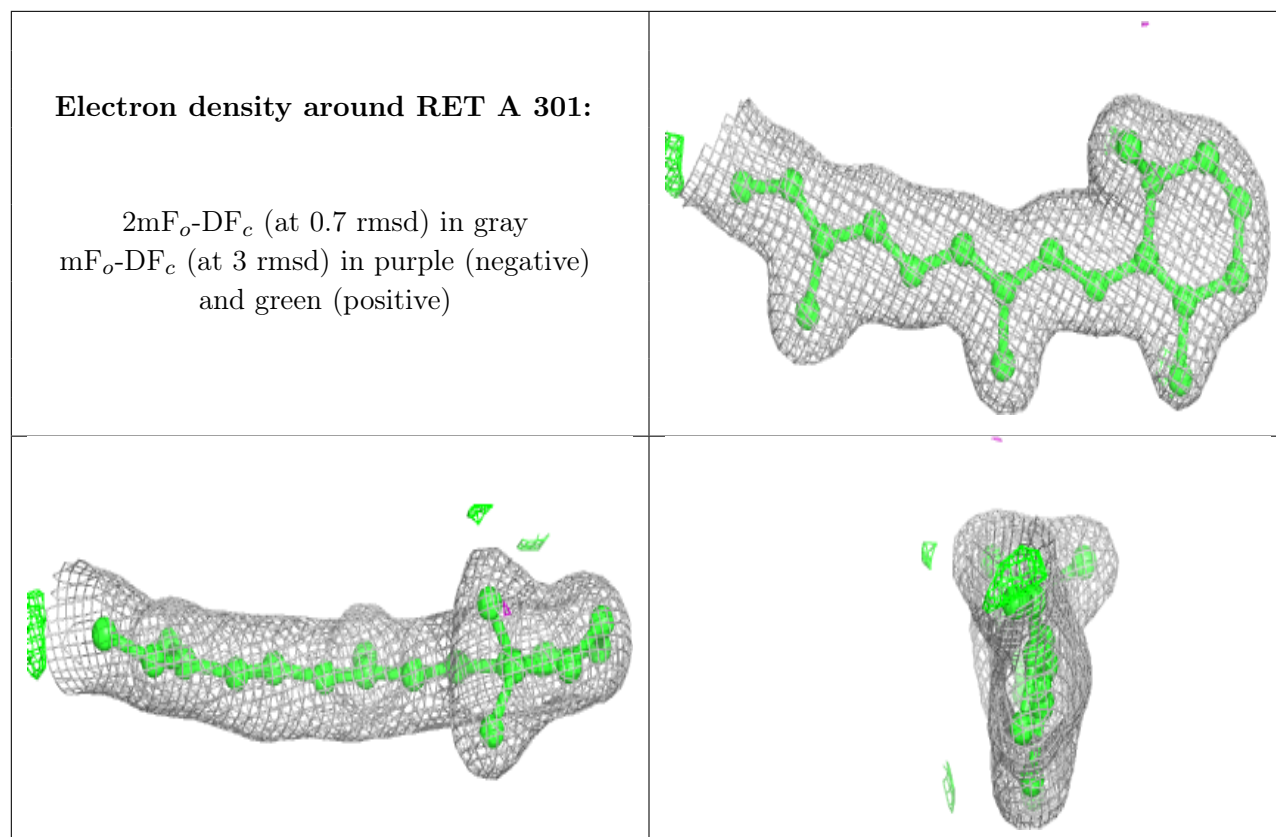 Electron density around RET A 301:
2mFo-DFc (at 0.7 rmsd) in gray
mFo-DFc (at 3 rmsd) in purple (negative)
and green (positive)